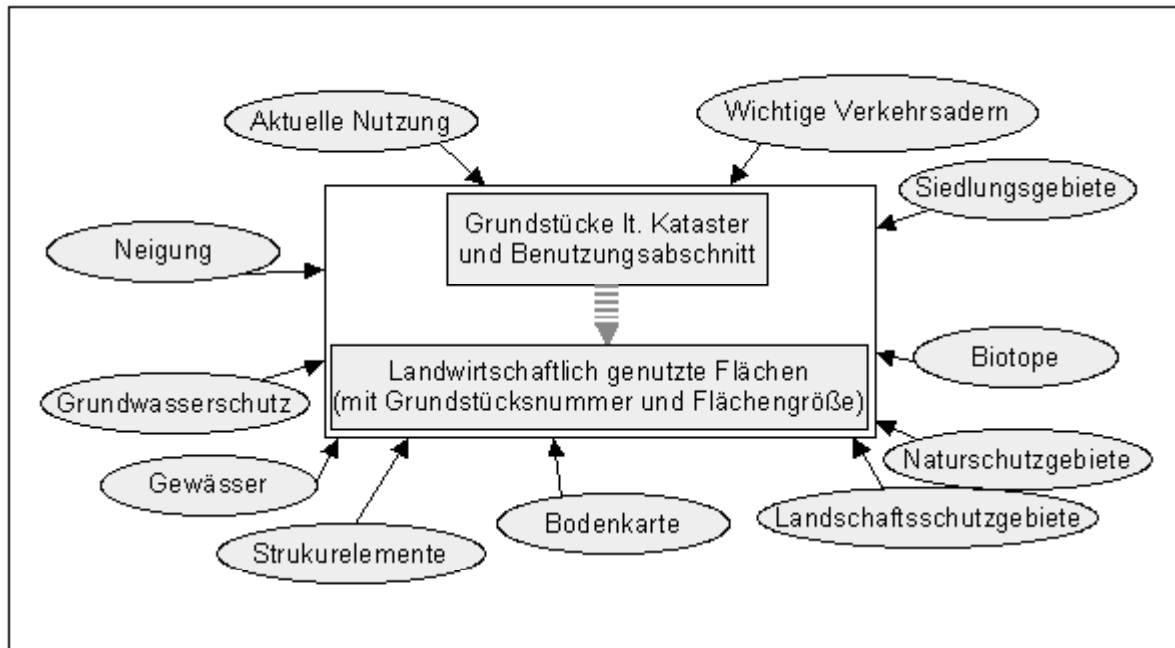 Aktuelle Nutzung
Wichtige Verkehrsadern
Siedlungsgebiete
Grundstücke lt. Kataster
und Benutzungsabschnitt
Neigung
Biotope
Landwirtschaftlich genutzte Flächen
(mit Grundstücksnummer und Flächengröße)
Grundwasserschutz
Naturschutzgebiete
Gewässer
Landschaftsschutzgebiete
Bodenkarte
Strukurelemente